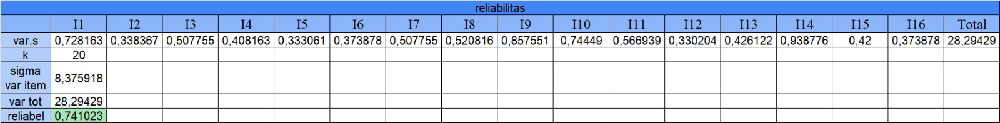 reliabilitas
I1 I2 I3 I4 I5 I6 I7 I8 I9 I10 I11 I12 I13 I14 I15 I16 Total
var.s 0,728163 0,338367 0,507755 0,408163 0,333061 0,373878 0,507755 0,520816 0,857551 0,74449 0,566939 0,330204 0,426122 0,938776 0,42 0,373878 28,29429
k 20
sigma
var item 8,375918
var tot 28,29429
reliabel 0,741023